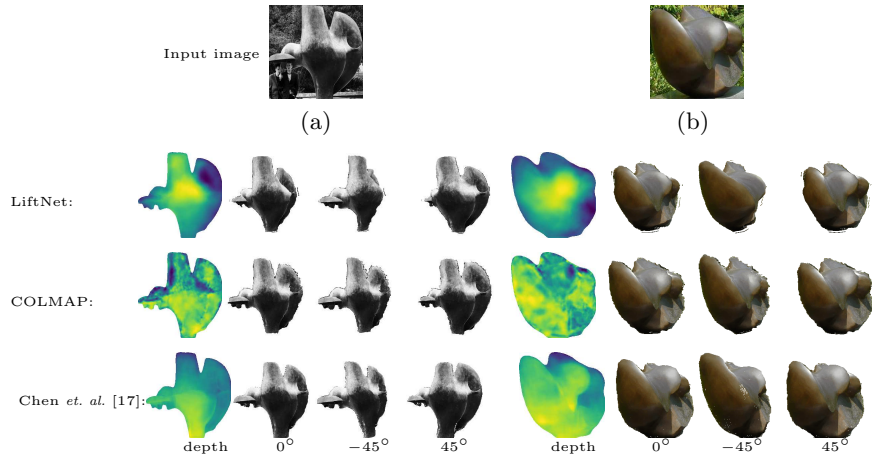 Input image
(a) (b)
LiftNet:
COLMAP:
Chen et. al. [17]:
depth 0° −45° 45° depth 0° −45° 45°